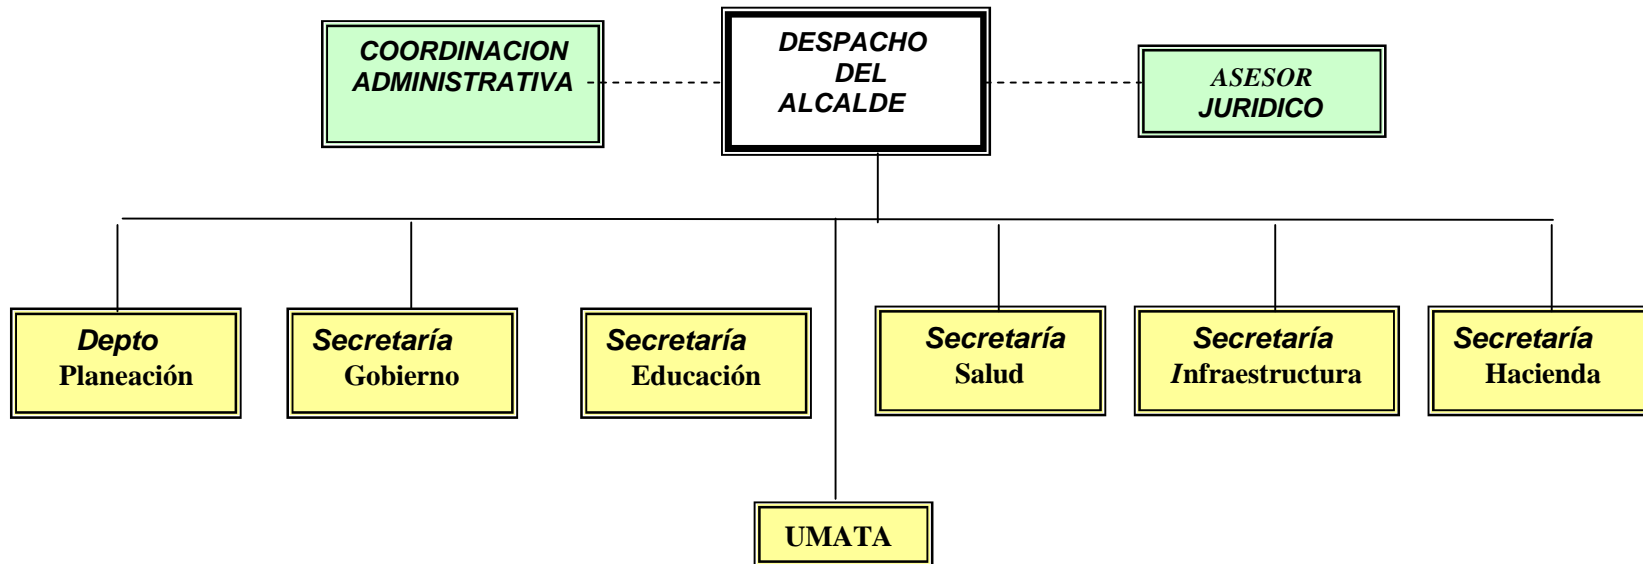 COORDINACION
ADMINISTRATIVA
DESPACHO
DEL
ALCALDE
ASESOR
JURIDICO
Depto
Planeación
Secretaría
Gobierno
Secretaría
Educación
Secretaría
Salud
Secretaría
Infraestructura
Secretaría
Hacienda
UMATA